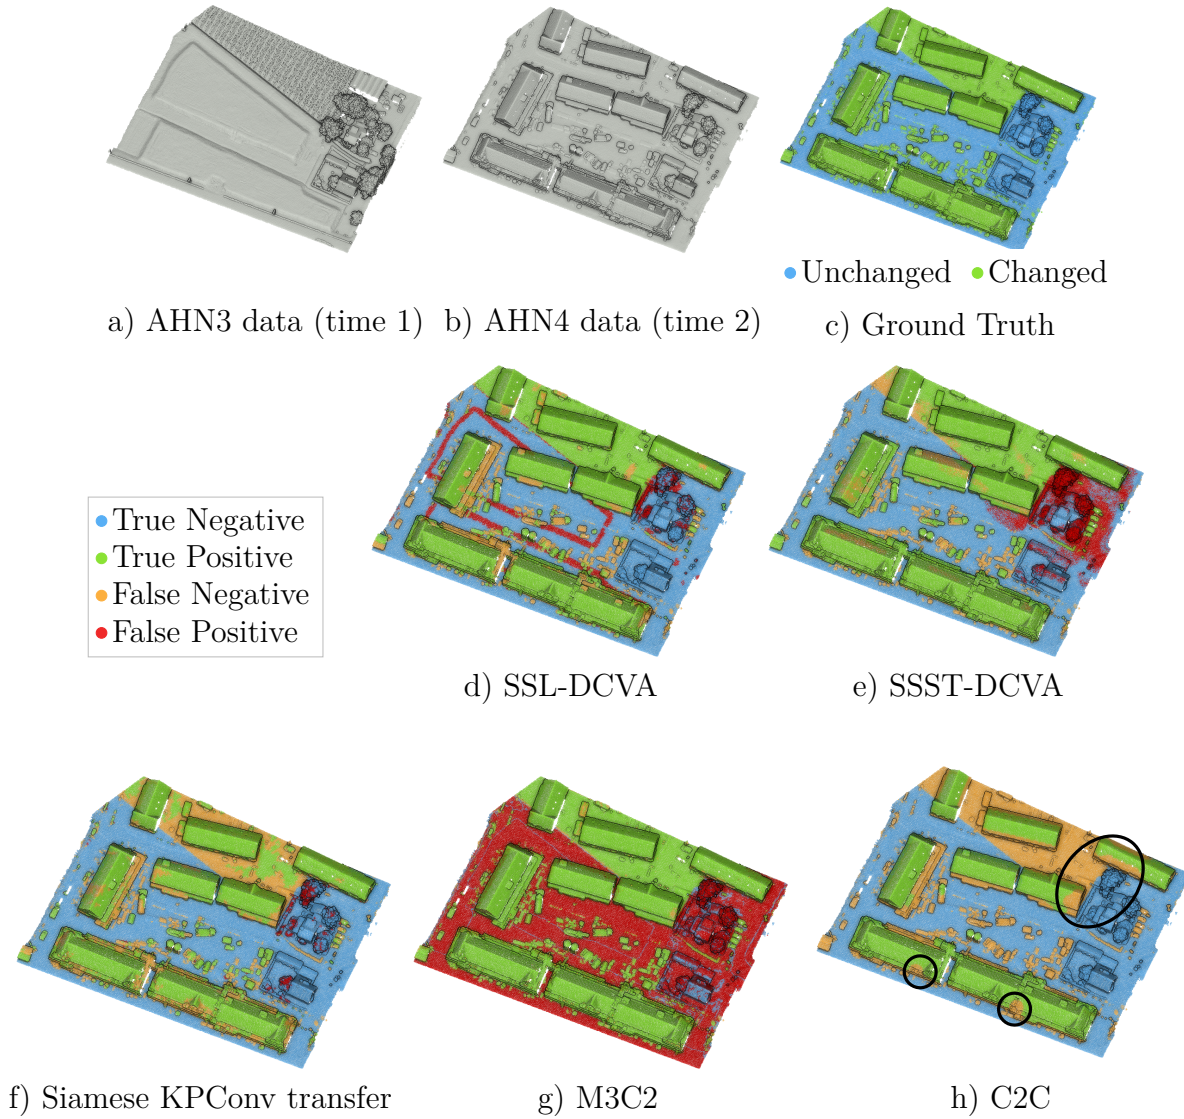 Unchanged Changed
a) AHN3 data (time 1) b) AHN4 data (time 2) c) Ground Truth
True Negative
True Positive
False Negative
False Positive
d) SSL-DCVA e) SSST-DCVA
f) Siamese KPConv transfer g) M3C2 h) C2C